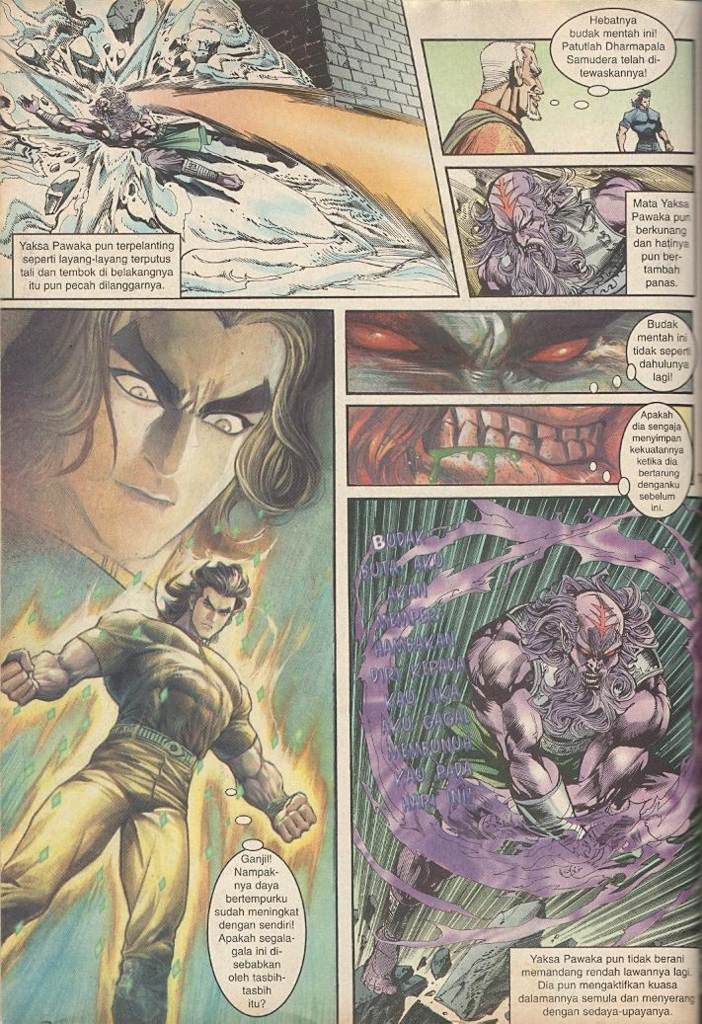 Yaksa Pawaka pun terpelanting
seperti layang-layang terputus
tali dan tembok di belakangnya
itu pun pecah dilanggarnya.
Hebatnya
budak mentah ini!
Patutlah Dharmapala
Samudera telah di-
tewaskannya!
Mata Yaksa
Pawaka pun
berkunang
dan hatinya
pun ber-
tambah
panas.
Budak
mentah ini
tidak seperti
dahulunya
lagi!
Apakah
dia sengaja
menyimpan
kekuatannya
ketika dia
bertarung
denganku
sebelum
ini.
Ganjil!
Nampak-
nya daya
bertempurku
sudah meningkat
dengan sendiri!
Apakah segala-
gala ini di-
sebabkan
oleh tasbih-
tasbih
itu?
BUDAK
BUTA, AKU
AKAN
MEMPERS
HAMBAKAN
DIRI KEPADA
KAU JIKA
AKU GAGAL
MEMBUNUH
KAU PADA
HARI INI!
Yaksa Pawaka pun tidak berani
memandang rendah lawannya lagi.
Dia pun mengaktifkan kuasa
dalamannya semula dan menyerang
dengan sedaya-upayanya.